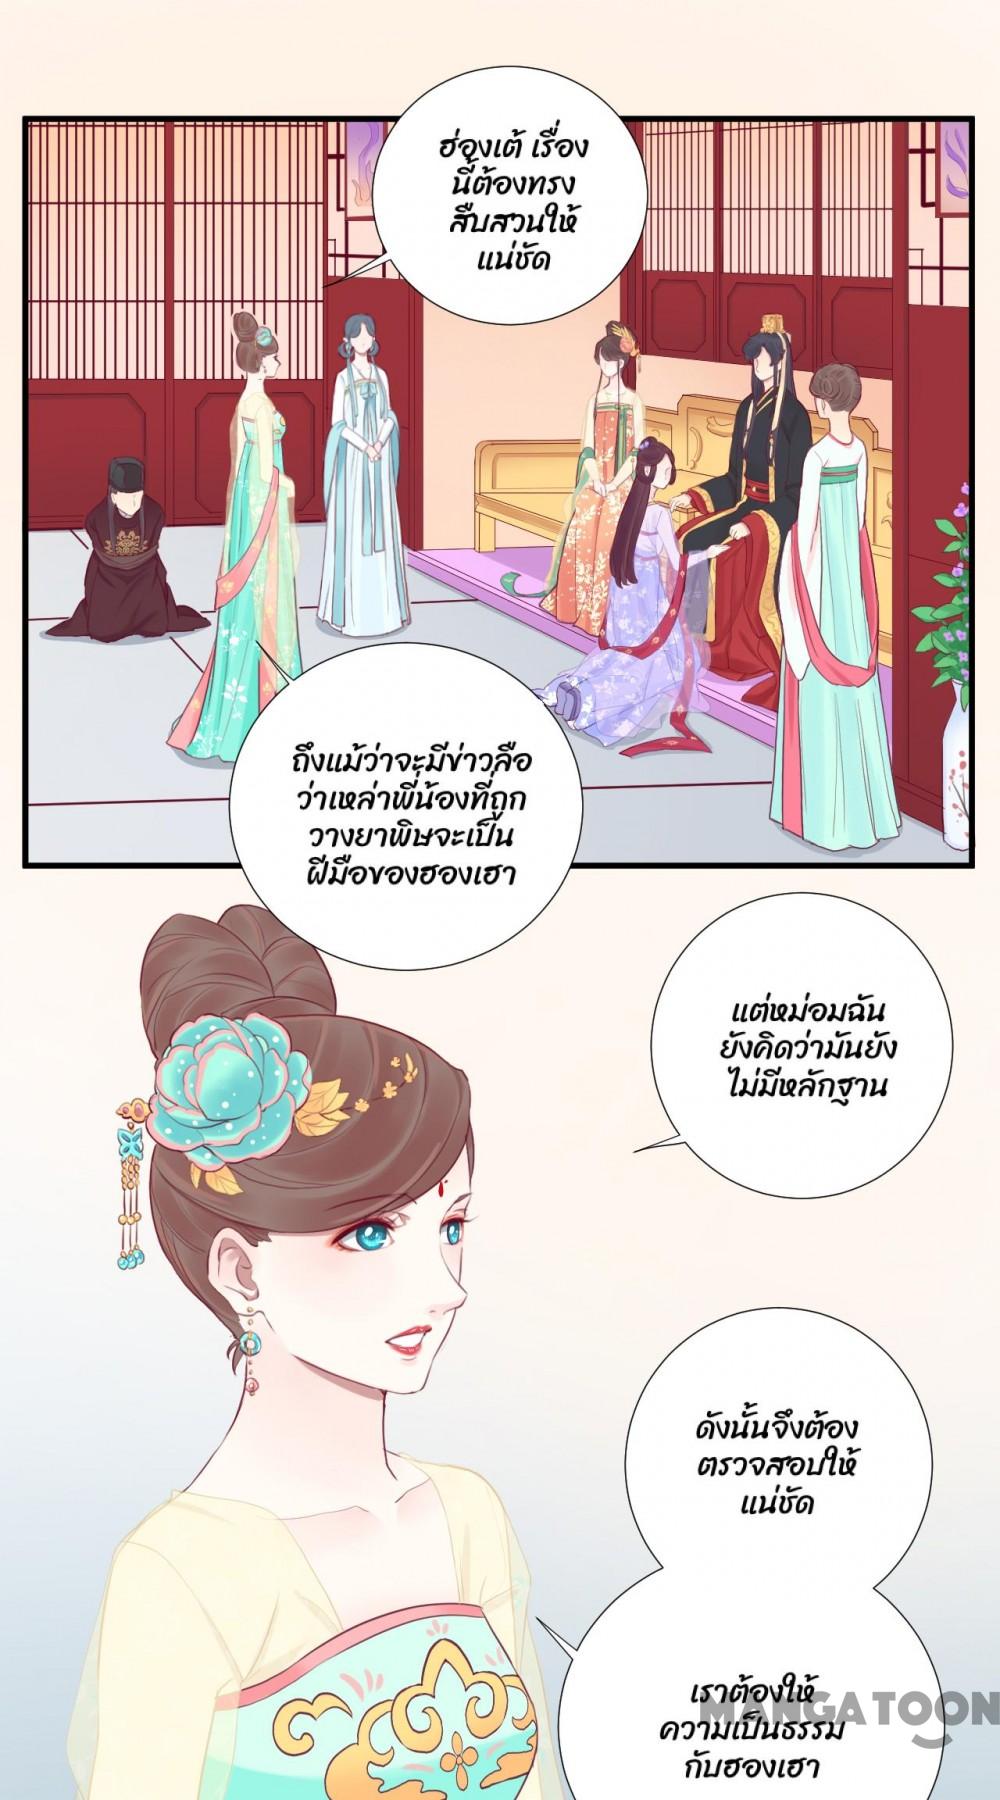 ฮ่องเต้ เรื่อง
นี้ต้องทรง
สืบสวนให้
แน่ชัด
ถึงแม้ว่าจะมีข่าวลือ
ว่าเหล่าพี่น้องที่ถูก
วางยาพิษจะเป็น
ฝีมือของฮองเฮา
แต่หม่อมฉัน
ยังคิดว่ามันยัง
ไม่มีหลักฐาน
ดังนั้นจึงต้อง
ตรวจสอบให้
แน่ชัด
เราต้องให้
ความเป็นธรรม
กับฮองเฮา
MANGATOON